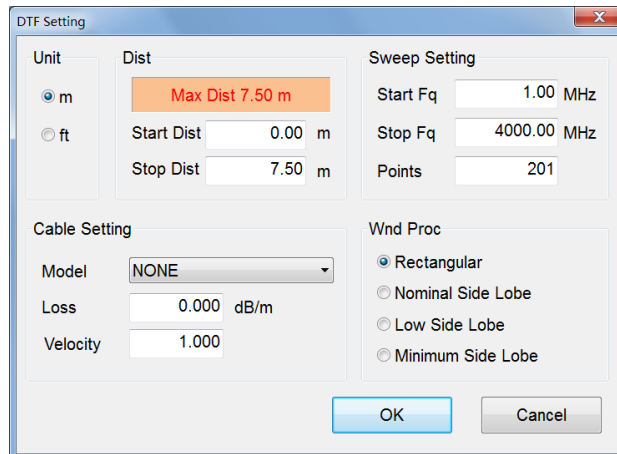 DTF Setting
Unit
m
ft
Dist
Max Dist 7.50 m
Start Dist 0.00 m
Stop Dist 7.50 m
Sweep Setting
Start Fq 1.00 MHz
Stop Fq 4000.00 MHz
Points 201
Cable Setting
Model NONE
Loss 0.000 dB/m
Velocity 1.000
Wnd Proc
Rectangular
Nominal Side Lobe
Low Side Lobe
Minimum Side Lobe
OK
Cancel